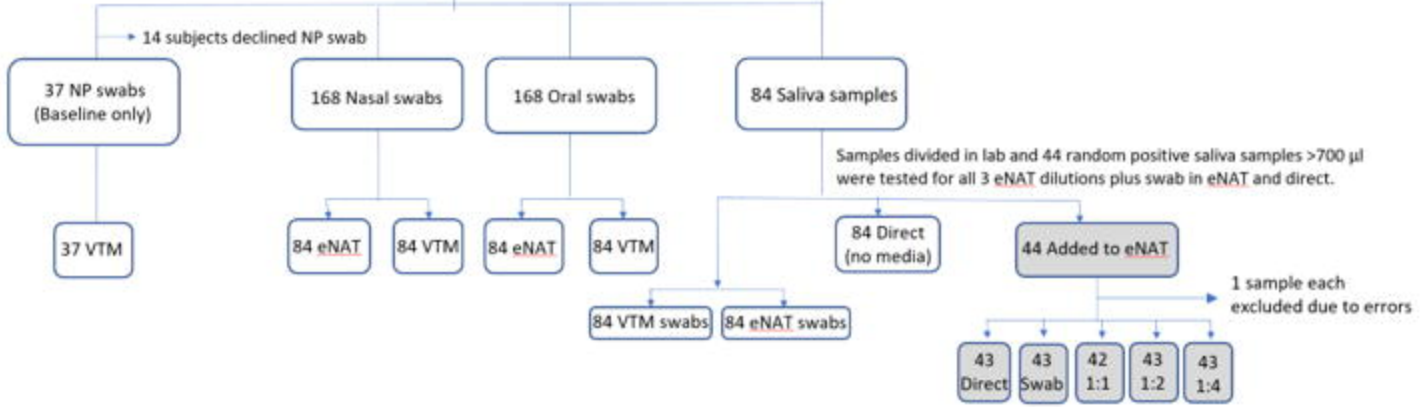 14 subjects declined NP swab
37 NP swabs
(Baseline only)
168 Nasal swabs
168 Oral swabs
84 Saliva samples
Samples divided in lab and 44 random positive saliva samples >700 µl
were tested for all 3 eNAT dilutions plus swab in eNAT and direct.
37 VTM
84 eNAT
84 VTM
84 eNAT
84 VTM
84 Direct
(no media)
44 Added to eNAT
1 sample each
excluded due to errors
84 VTM swabs
84 eNAT swabs
43
Direct
43
Swab
42
1:1
43
1:2
43
1:4